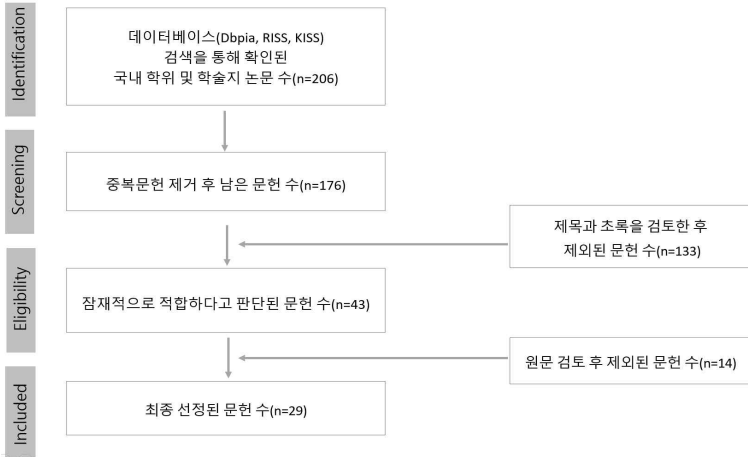 Identification
데이터베이스(Dbpia, RISS, KISS)
검색을 통해 확인된
국내 학위 및 학술지 논문 수(n=206)
Screening
중복문헌 제거 후 남은 문헌 수(n=176)
제목과 초록을 검토한 후
제외된 문헌 수(n=133)
Eligibility
잠재적으로 적합하다고 판단된 문헌 수(n=43)
원문 검토 후 제외된 문헌 수(n=14)
Included
최종 선정된 문헌 수(n=29)